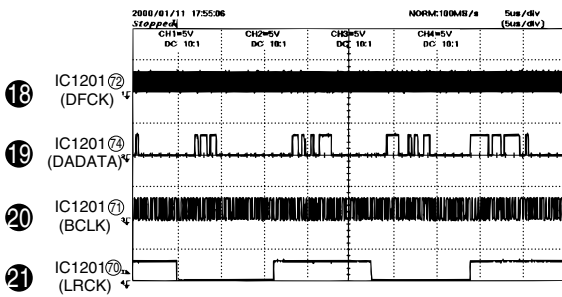 2000/01/11 17:55:06 NORM:100MS/s 5us/div
Stopped (5us/div)
CH1=5V CH2=5V CH3=5V CH4=5V
DC 10:1 DC 10:1 DC 10:1 DC 10:1
18 IC1201 72
(DFCK)
19 IC1201 74
(DADATA)
20 IC1201 71
(BCLK)
21 IC1201 70
(LRCK)